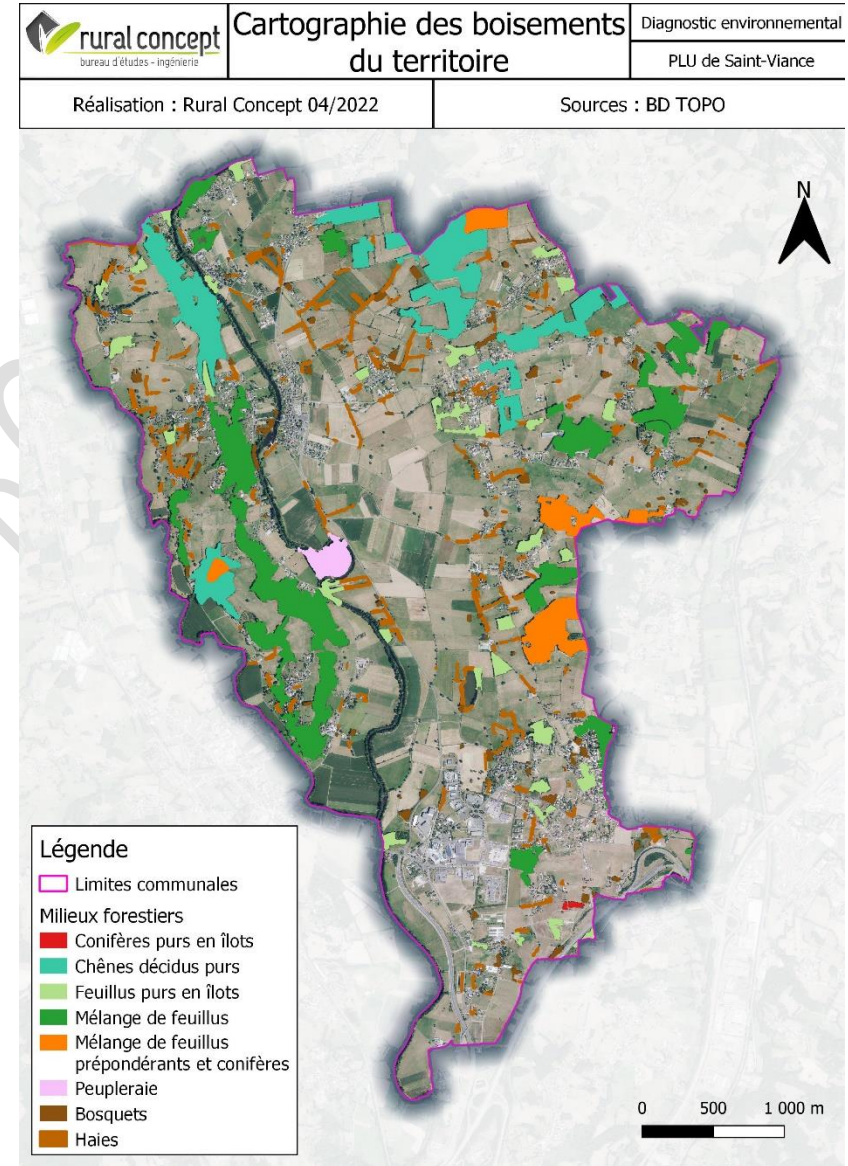 rural concept
bureau d'études - ingénierie
Cartographie des boisements
du territoire
Diagnostic environnemental
PLU de Saint-Viance
Réalisation : Rural Concept 04/2022
Sources : BD TOPO
N
Légende
Limites communales
Milieux forestiers
Conifères purs en îlots
Chênes décidus purs
Feuillus purs en îlots
Mélange de feuillus
Mélange de feuillus
prépondérants et conifères
Peupleraie
Bosquets
Haies
0 500 1 000 m